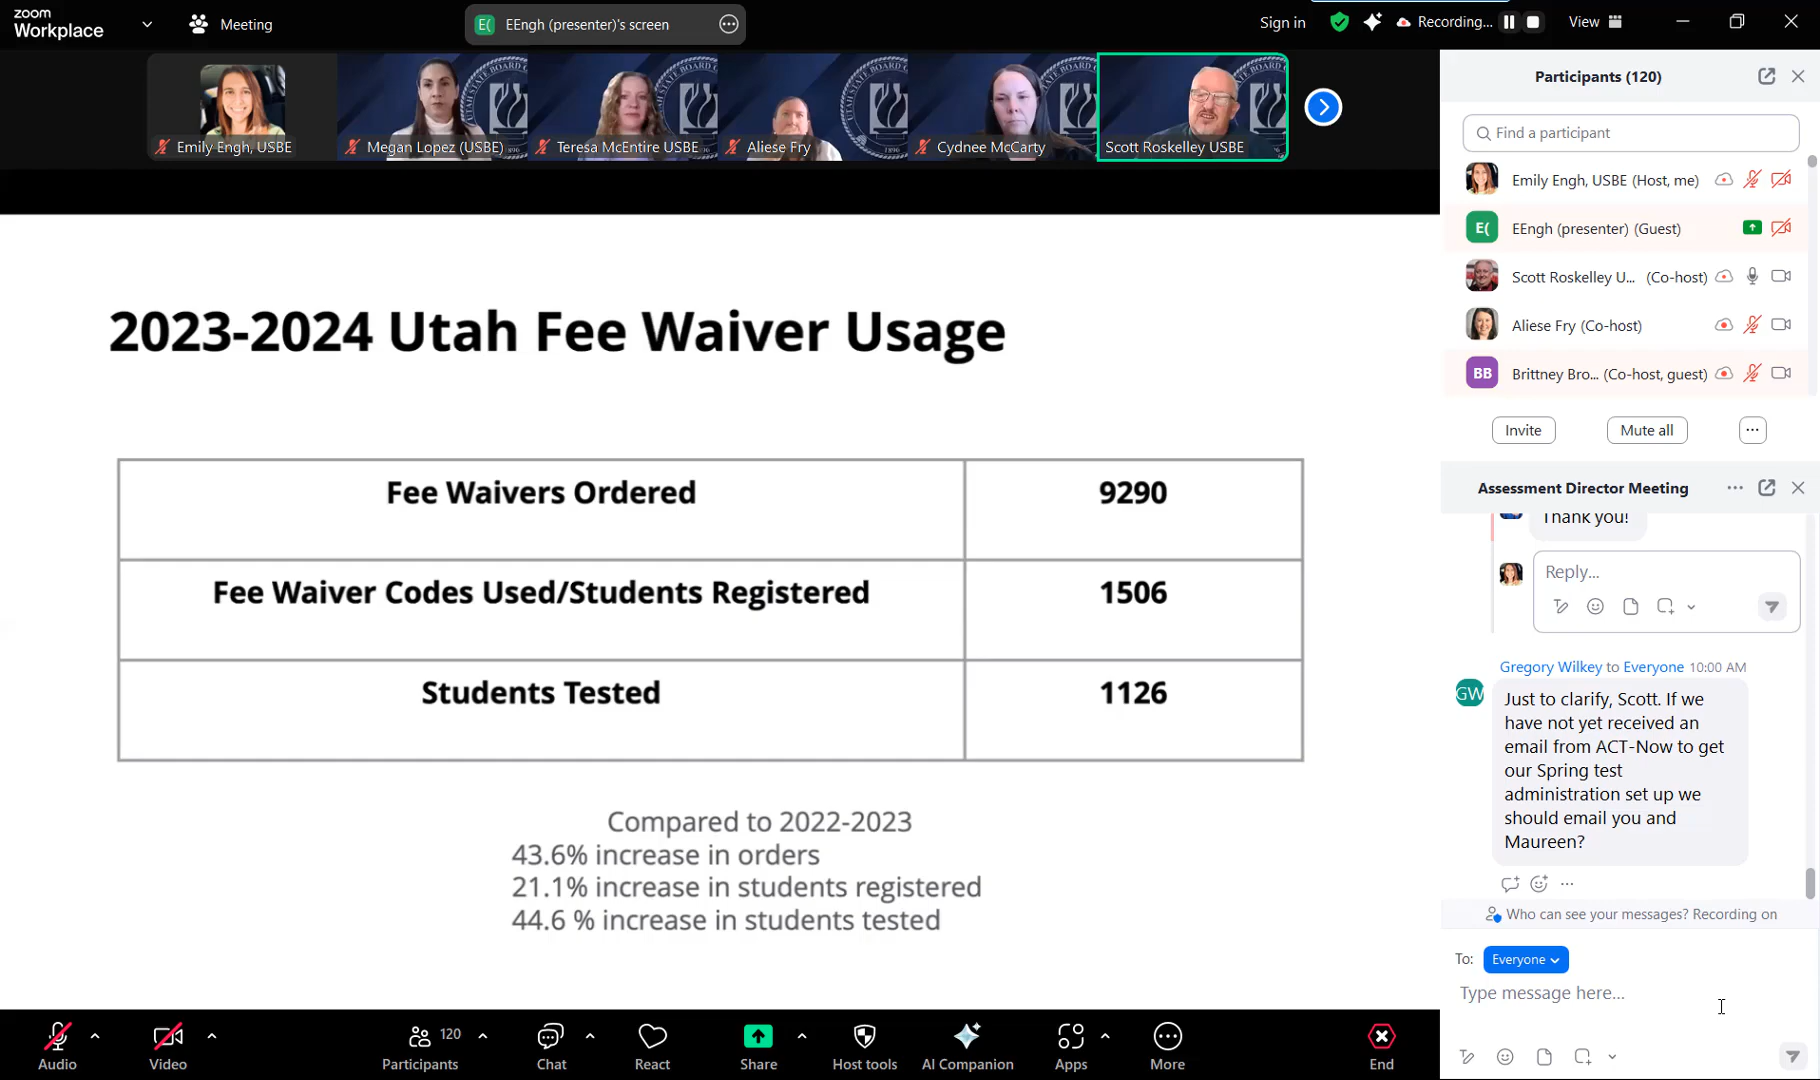 zoom
Workplace
Meeting
E( EEngh (presenter)'s screen
Sign in
Recording...
View
Emily Engh, USBE
Megan Lopez (USBE)
Teresa McEntire USBE
Aliese Fry
Cydnee McCarty
Scott Roskelley USBE
2023-2024 Utah Fee Waiver Usage
Fee Waivers Ordered 9290
Fee Waiver Codes Used/Students Registered 1506
Students Tested 1126
Compared to 2022-2023
43.6% increase in orders
21.1% increase in students registered
44.6 % increase in students tested
Participants (120)
Find a participant
Emily Engh, USBE (Host, me)
E( EEngh (presenter) (Guest)
Scott Roskelley U... (Co-host)
Aliese Fry (Co-host)
BB Brittney Bro... (Co-host, guest)
Invite
Mute all
Assessment Director Meeting
Thank you!
Reply...
Gregory Wilkey to Everyone 10:00 AM
GW
Just to clarify, Scott. If we
have not yet received an
email from ACT-Now to get
our Spring test
administration set up we
should email you and
Maureen?
Who can see your messages? Recording on
To: Everyone
Type message here...
Audio
Video
120
Participants
Chat
React
Share
Host tools
AI Companion
Apps
More
End